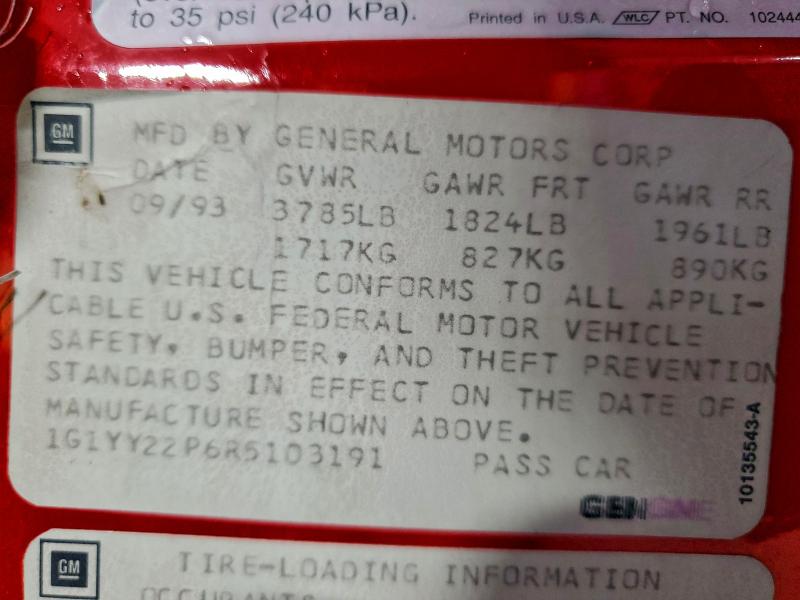 to 35 psi (240 kPa).
Printed in U.S.A. WLC PT. NO. 102444
GM
MFD BY GENERAL MOTORS CORP
DATE GVWR GAWR FRT GAWR RR
09/93 3785LB 1824LB 1961LB
1717KG 827KG 890KG
THIS VEHICLE CONFORMS TO ALL APPLI-
CABLE U.S. FEDERAL MOTOR VEHICLE
SAFETY, BUMPER, AND THEFT PREVENTION
STANDARDS IN EFFECT ON THE DATE OF
MANUFACTURE SHOWN ABOVE.
1G1YY22P6R5103191 PASS CAR
10135543-A
GM
TIRE-LOADING INFORMATION
OCCUPANTS